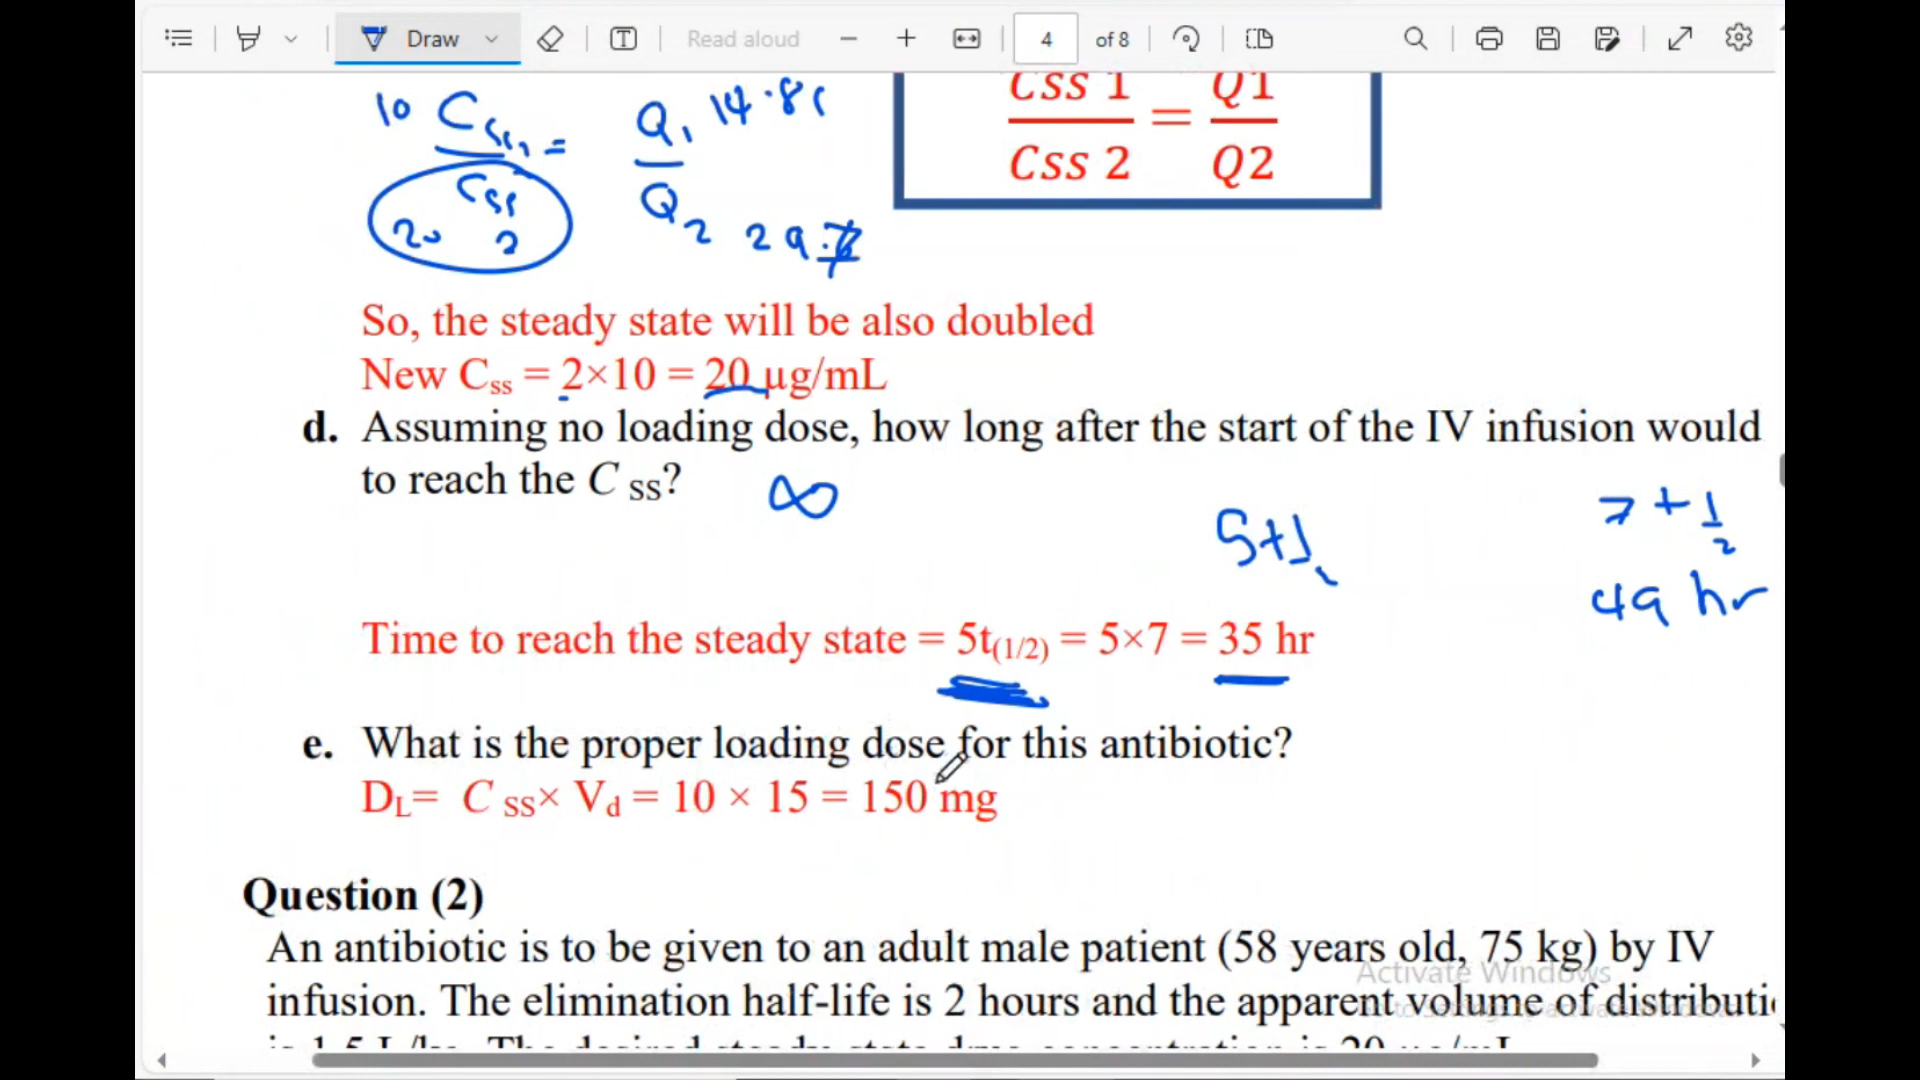 Draw
Read aloud
4 of 8
Css 1 = Q1
Css 2 Q2
10 Css1 = Q1 14.8
Css2 20 Q2 29.
So, the steady state will be also doubled
New Css = 2×10 = 20 µg/mL
d. Assuming no loading dose, how long after the start of the IV infusion would
to reach the C ss?
∞
5t1/2
7 t 1/2
49 hr
Time to reach the steady state = 5t(1/2) = 5×7 = 35 hr
e. What is the proper loading dose for this antibiotic?
DL= C ss× Vd = 10 × 15 = 150 mg
Question (2)
An antibiotic is to be given to an adult male patient (58 years old, 75 kg) by IV
Activate Windows
infusion. The elimination half-life is 2 hours and the apparent volume of distributi